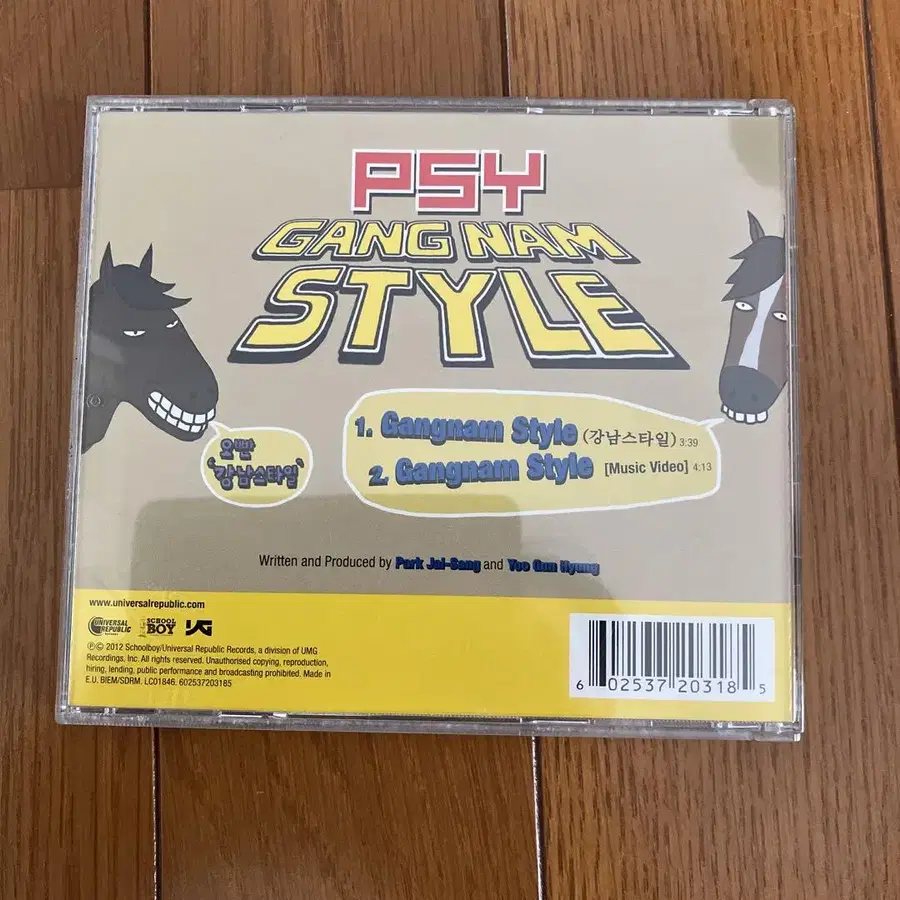 PSY
GANGNAM
STYLE
1. Gangnam Style (강남스타일) 3:39
2. Gangnam Style [Music Video] 4:13
오빤
'강남스타일'
Written and Produced by Park Jai-Sang and Yoo Gun Hyung
www.universalrepublic.com
UNIVERSAL REPUBLIC
SCHOOL BOY
YG
℗© 2012 Schoolboy/Universal Republic Records, a division of UMG
Recordings, Inc. All rights reserved. Unauthorised copying, reproduction,
hiring, lending, public performance and broadcasting prohibited. Made in
E.U. BIEM/SDRM. LC01846. 602537203185
6 02537 20318 5